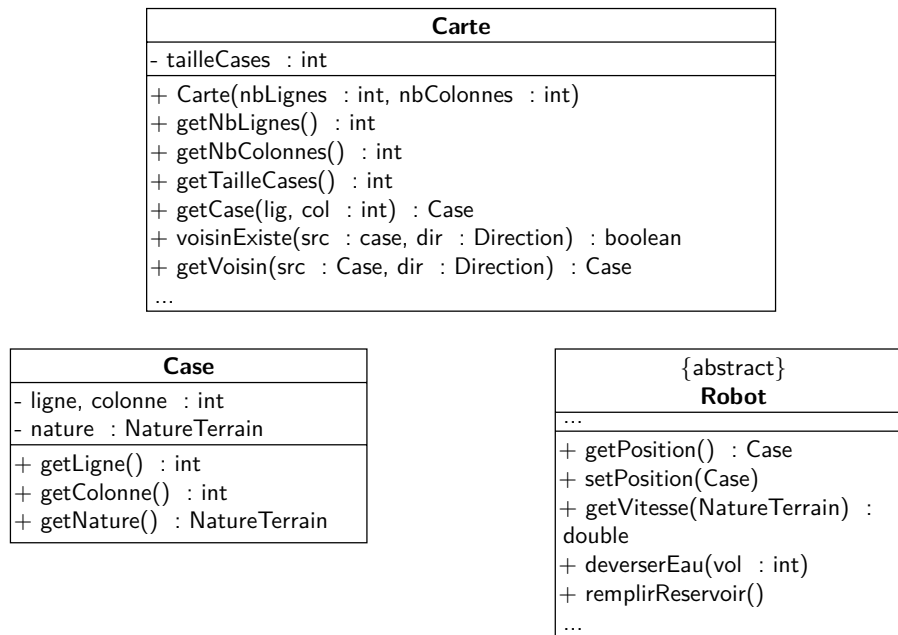 Carte
- tailleCases : int
+ Carte(nbLignes : int, nbColonnes : int)
+ getNbLignes() : int
+ getNbColonnes() : int
+ getTailleCases() : int
+ getCase(lig, col : int) : Case
+ voisinExiste(src : case, dir : Direction) : boolean
+ getVoisin(src : Case, dir : Direction) : Case
...
Case
- ligne, colonne : int
- nature : NatureTerrain
+ getLigne() : int
+ getColonne() : int
+ getNature() : NatureTerrain
{abstract}
Robot
...
+ getPosition() : Case
+ setPosition(Case)
+ getVitesse(NatureTerrain) :
double
+ deverserEau(vol : int)
+ remplirReservoir()
...